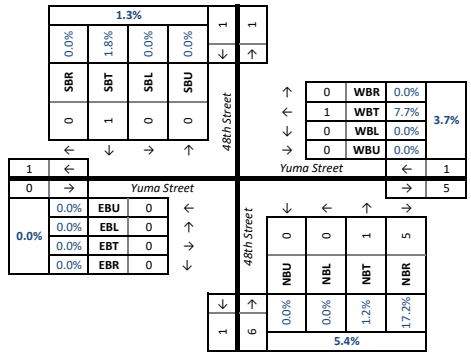 1.3%
0.0% 1.8% 0.0% 0.0%
SBR SBT SBL SBU
0 1 0 0
← ↓ → ↑
1 1
↓ ↑
48th Street
↑ 0 WBR 0.0%
← 1 WBT 7.7%
↓ 0 WBL 0.0%
→ 0 WBU 0.0%
3.7%
Yuma Street
1 ←
← 1
0 →
→ 5
Yuma Street
0.0%
0.0% EBU 0 ←
0.0% EBL 0 ↑
0.0% EBT 0 →
0.0% EBR 0 ↓
48th Street
↓ ← ↑ →
0 0 1 5
NBU NBL NBT NBR
0.0% 0.0% 1.2% 17.2%
5.4%
↓ ↑
1 6